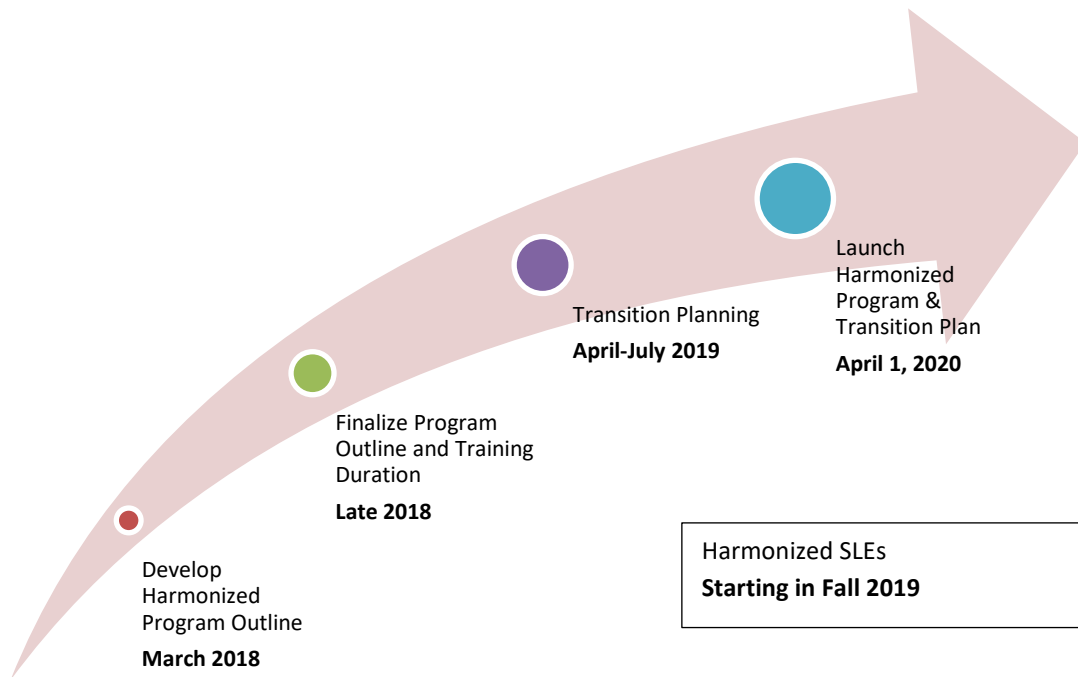 Develop
Harmonized
Program Outline
March 2018
Finalize Program
Outline and Training
Duration
Late 2018
Transition Planning
April-July 2019
Launch
Harmonized
Program &
Transition Plan
April 1, 2020
Harmonized SLEs
Starting in Fall 2019